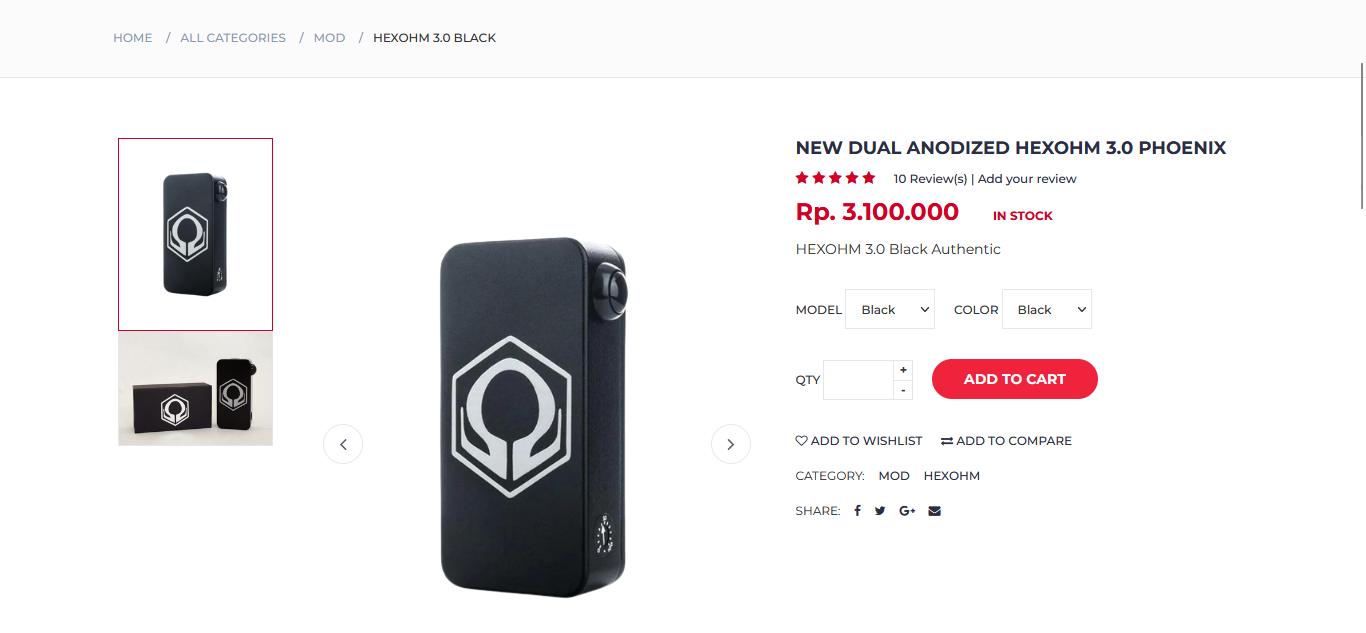 HOME / ALL CATEGORIES / MOD / HEXOHM 3.0 BLACK
NEW DUAL ANODIZED HEXOHM 3.0 PHOENIX
10 Review(s) | Add your review
Rp. 3.100.000 IN STOCK
HEXOHM 3.0 Black Authentic
MODEL Black COLOR Black
QTY + - ADD TO CART
ADD TO WISHLIST ADD TO COMPARE
CATEGORY: MOD HEXOHM
SHARE: